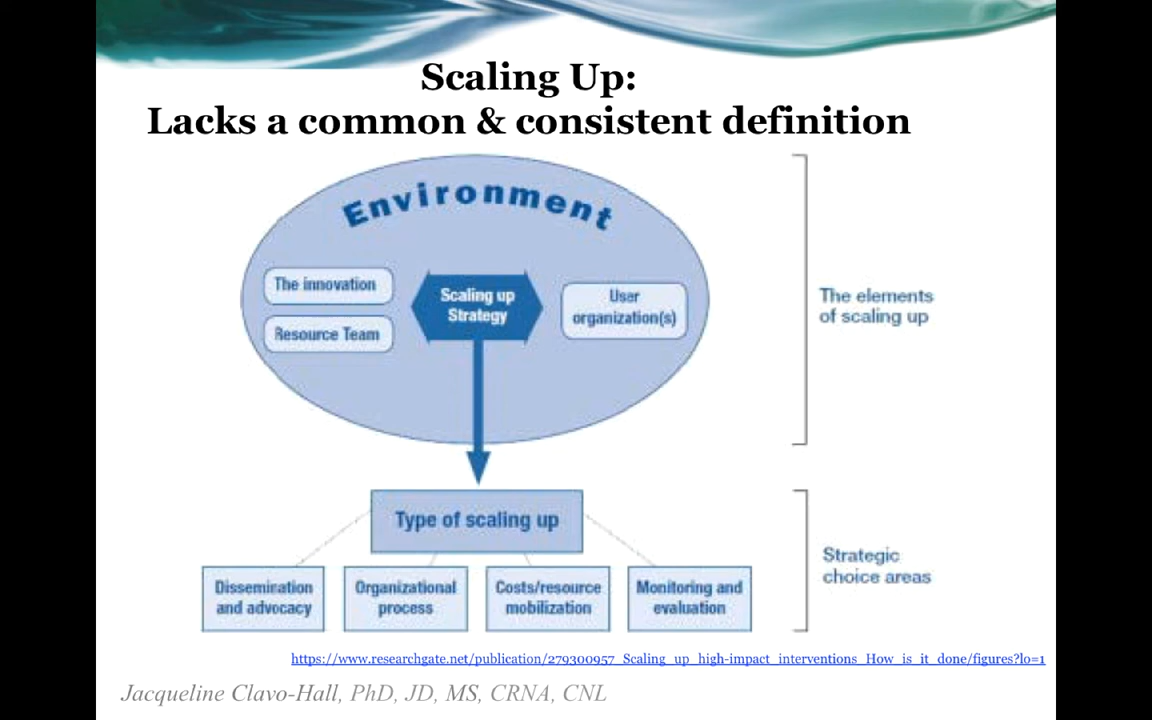 Scaling Up:
Lacks a common & consistent definition
Environment
The innovation
Resource Team
Scaling up
Strategy
User
organization(s)
The elements
of scaling up
Type of scaling up
Dissemination
and advocacy
Organizational
process
Costs/resource
mobilization
Monitoring and
evaluation
Strategic
choice areas
https://www.researchgate.net/publication/279300957_Scaling_up_high-impact_interventions_How_is_it_done/figures?lo=1
Jacqueline Clavo-Hall, PhD, JD, MS, CRNA, CNL